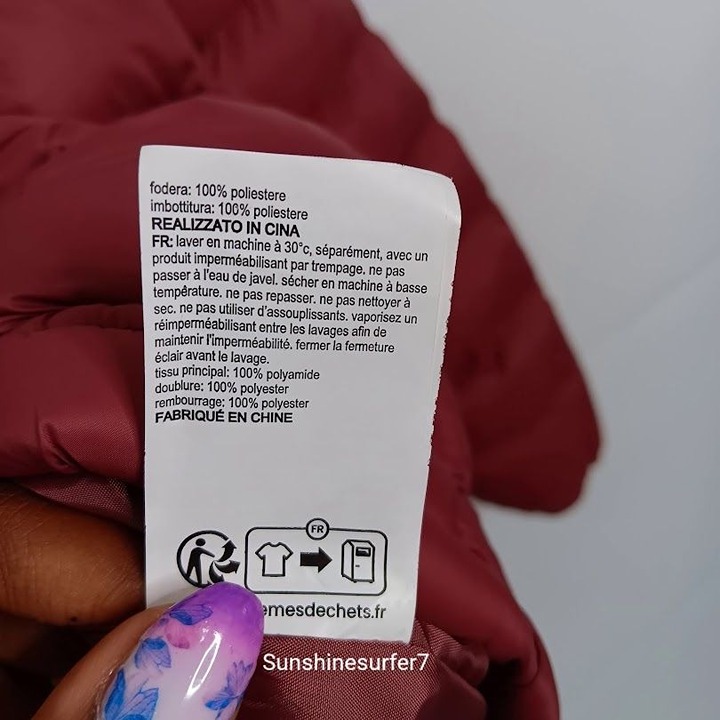 fodera: 100% poliestere
imbottitura: 100% poliestere
REALIZZATO IN CINA
FR: laver en machine à 30°c, séparément, avec un
produit imperméabilisant par trempage. ne pas
passer à l'eau de javel. sécher en machine à basse
température. ne pas repasser. ne pas nettoyer à
sec. ne pas utiliser d'assouplissants. vaporisez un
réimperméabilisant entre les lavages afin de
maintenir l'imperméabilité. fermer la fermeture
éclair avant le lavage.
tissu principal: 100% polyamide
doublure: 100% polyester
rembourrage: 100% polyester
FABRIQUÉ EN CHINE
FR
emesdechets.fr
Sunshinesurfer7